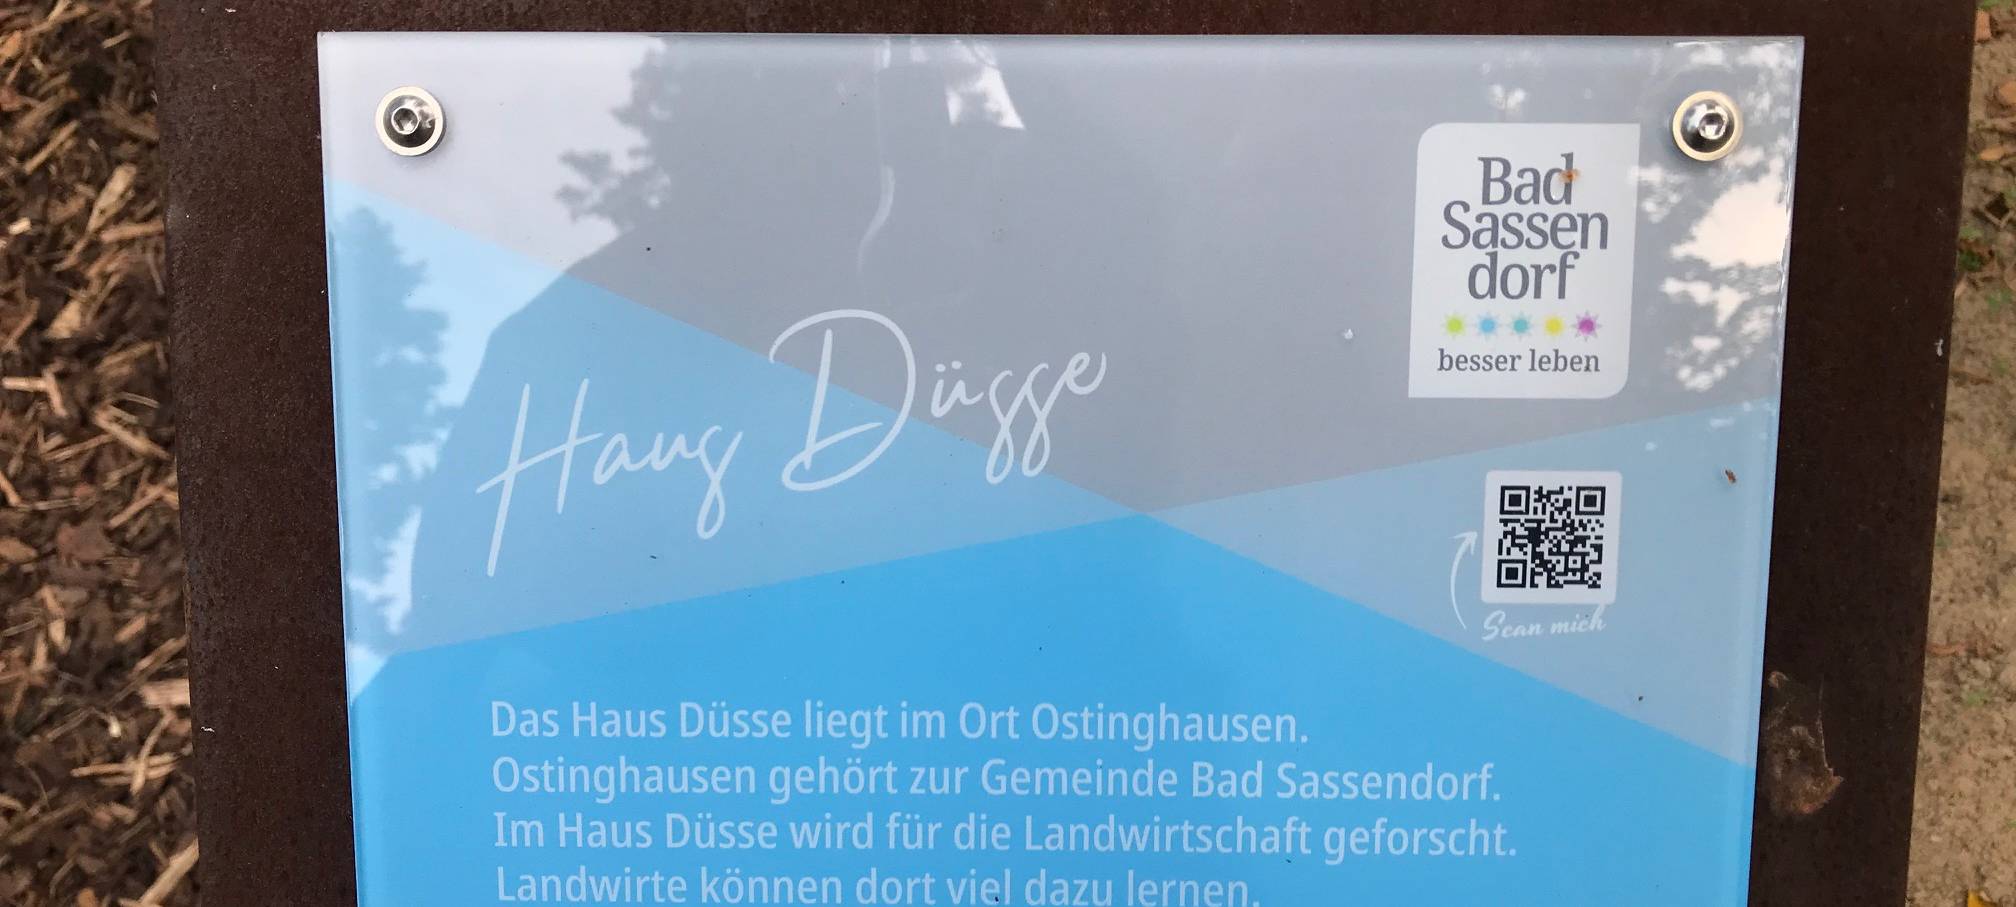 Haus Düsse
Bad
Sassen
dorf
besser leben
Scan mich
Das Haus Düsse liegt im Ort Ostinghausen.
Ostinghausen gehört zur Gemeinde Bad Sassendorf.
Im Haus Düsse wird für die Landwirtschaft geforscht.
Landwirte können dort viel dazu lernen.